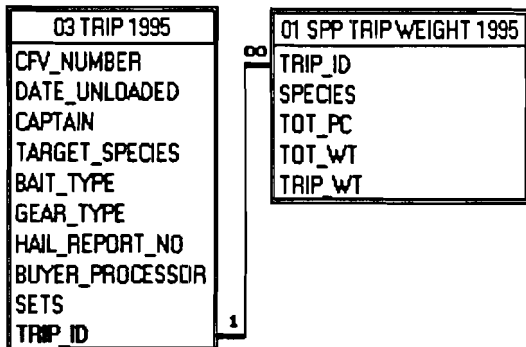 03 TRIP 1995
CFV_NUMBER
DATE_UNLOADED
CAPTAIN
TARGET_SPECIES
BAIT_TYPE
GEAR_TYPE
HAIL_REPORT_NO
BUYER_PROCESSOR
SETS
TRIP_ID
1
∞
01 SPP TRIP WEIGHT 1995
TRIP_ID
SPECIES
TOT_PC
TOT_WT
TRIP_WT